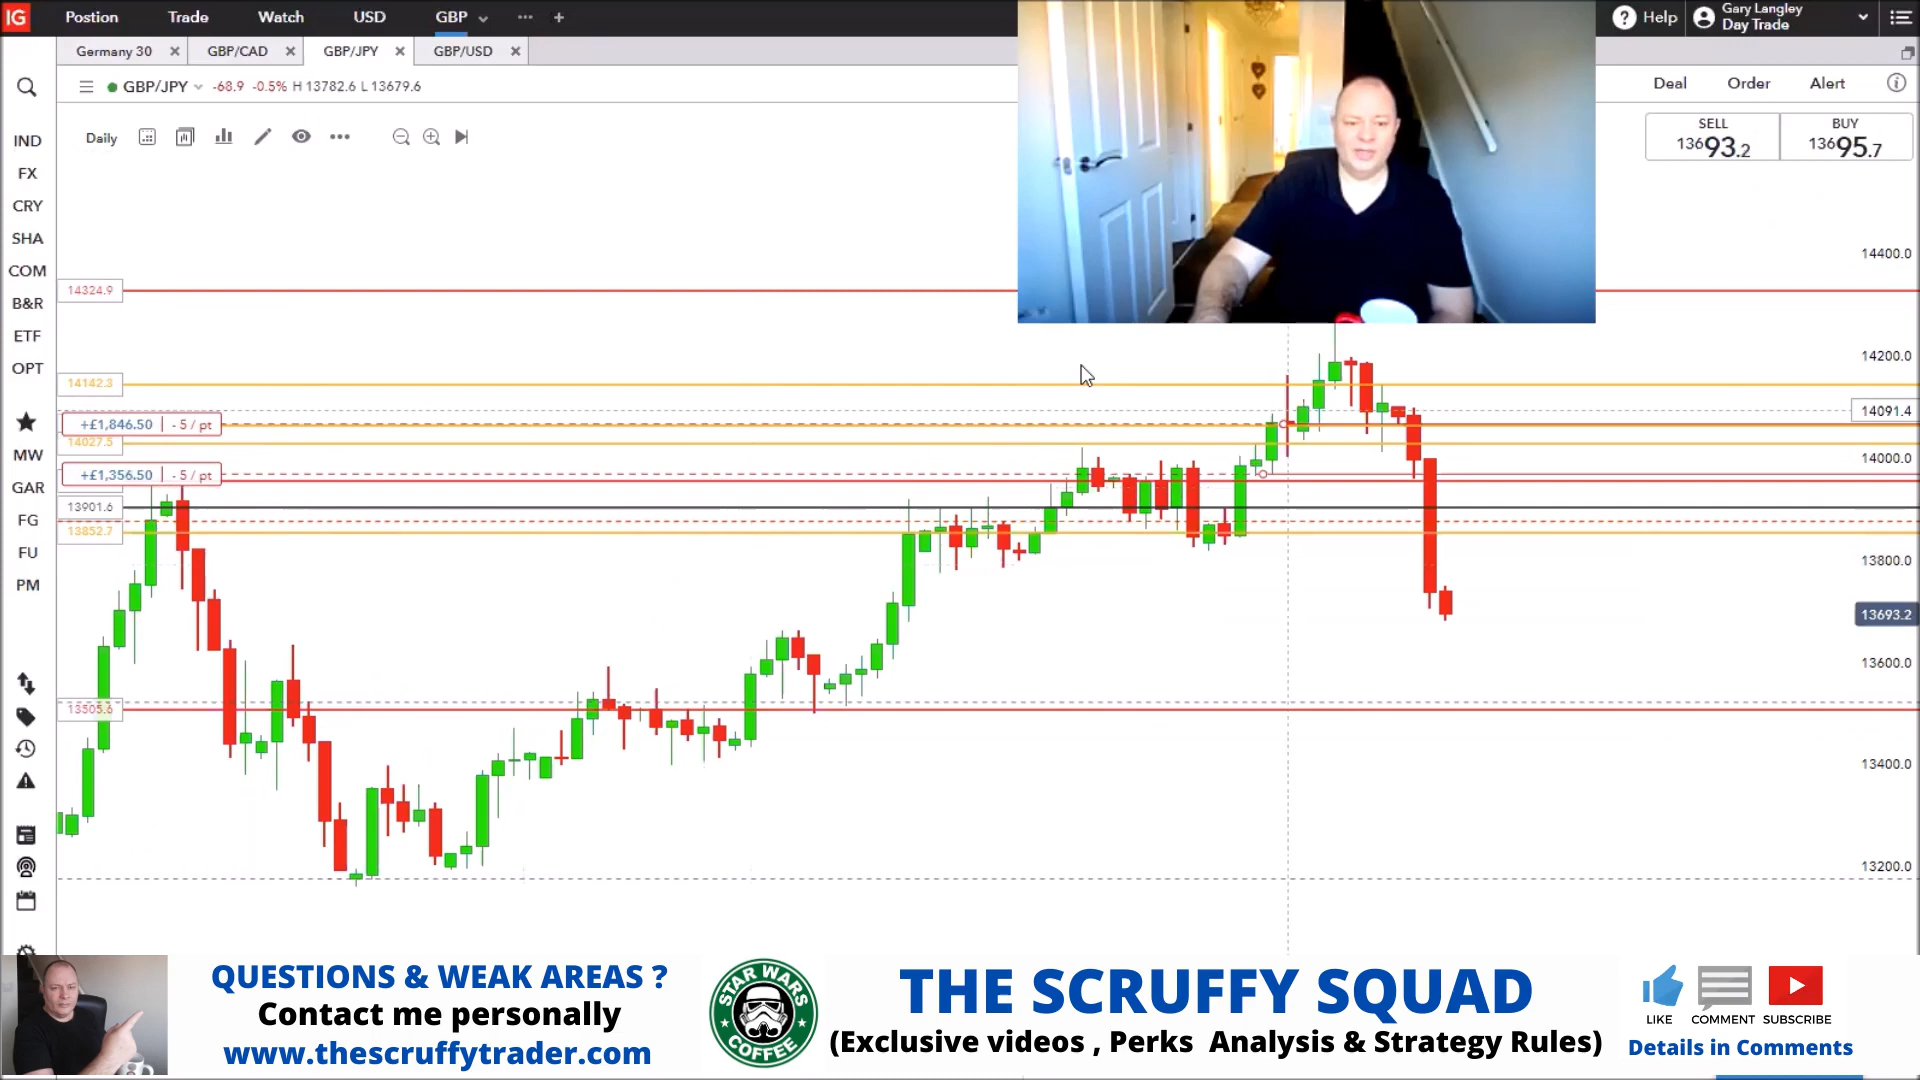 IG Postion Trade Watch USD GBP ··· + Help Gary Langley
Day Trade
Germany 30 GBP/CAD GBP/JPY GBP/USD
GBP/JPY -68.9 -0.5% H 13782.6 L 13679.6
Deal Order Alert
Daily
SELL BUY
13693.2 13695.7
IND
FX
CRY
SHA
COM
B&R
ETF
OPT
MW
GAR
FG
FU
PM
14324.9
14142.3
+£1,846.50 | - 5 / pt
14027.5
+£1,356.50 | - 5 / pt
13901.6
13852.7
13505.6
14400.0
14200.0
14091.4
14000.0
13800.0
13693.2
13600.0
13400.0
13200.0
QUESTIONS & WEAK AREAS ?
Contact me personally
www.thescruffytrader.com
STAR WARS
COFFEE
THE SCRUFFY SQUAD
(Exclusive videos , Perks Analysis & Strategy Rules)
LIKE COMMENT SUBSCRIBE
Details in Comments